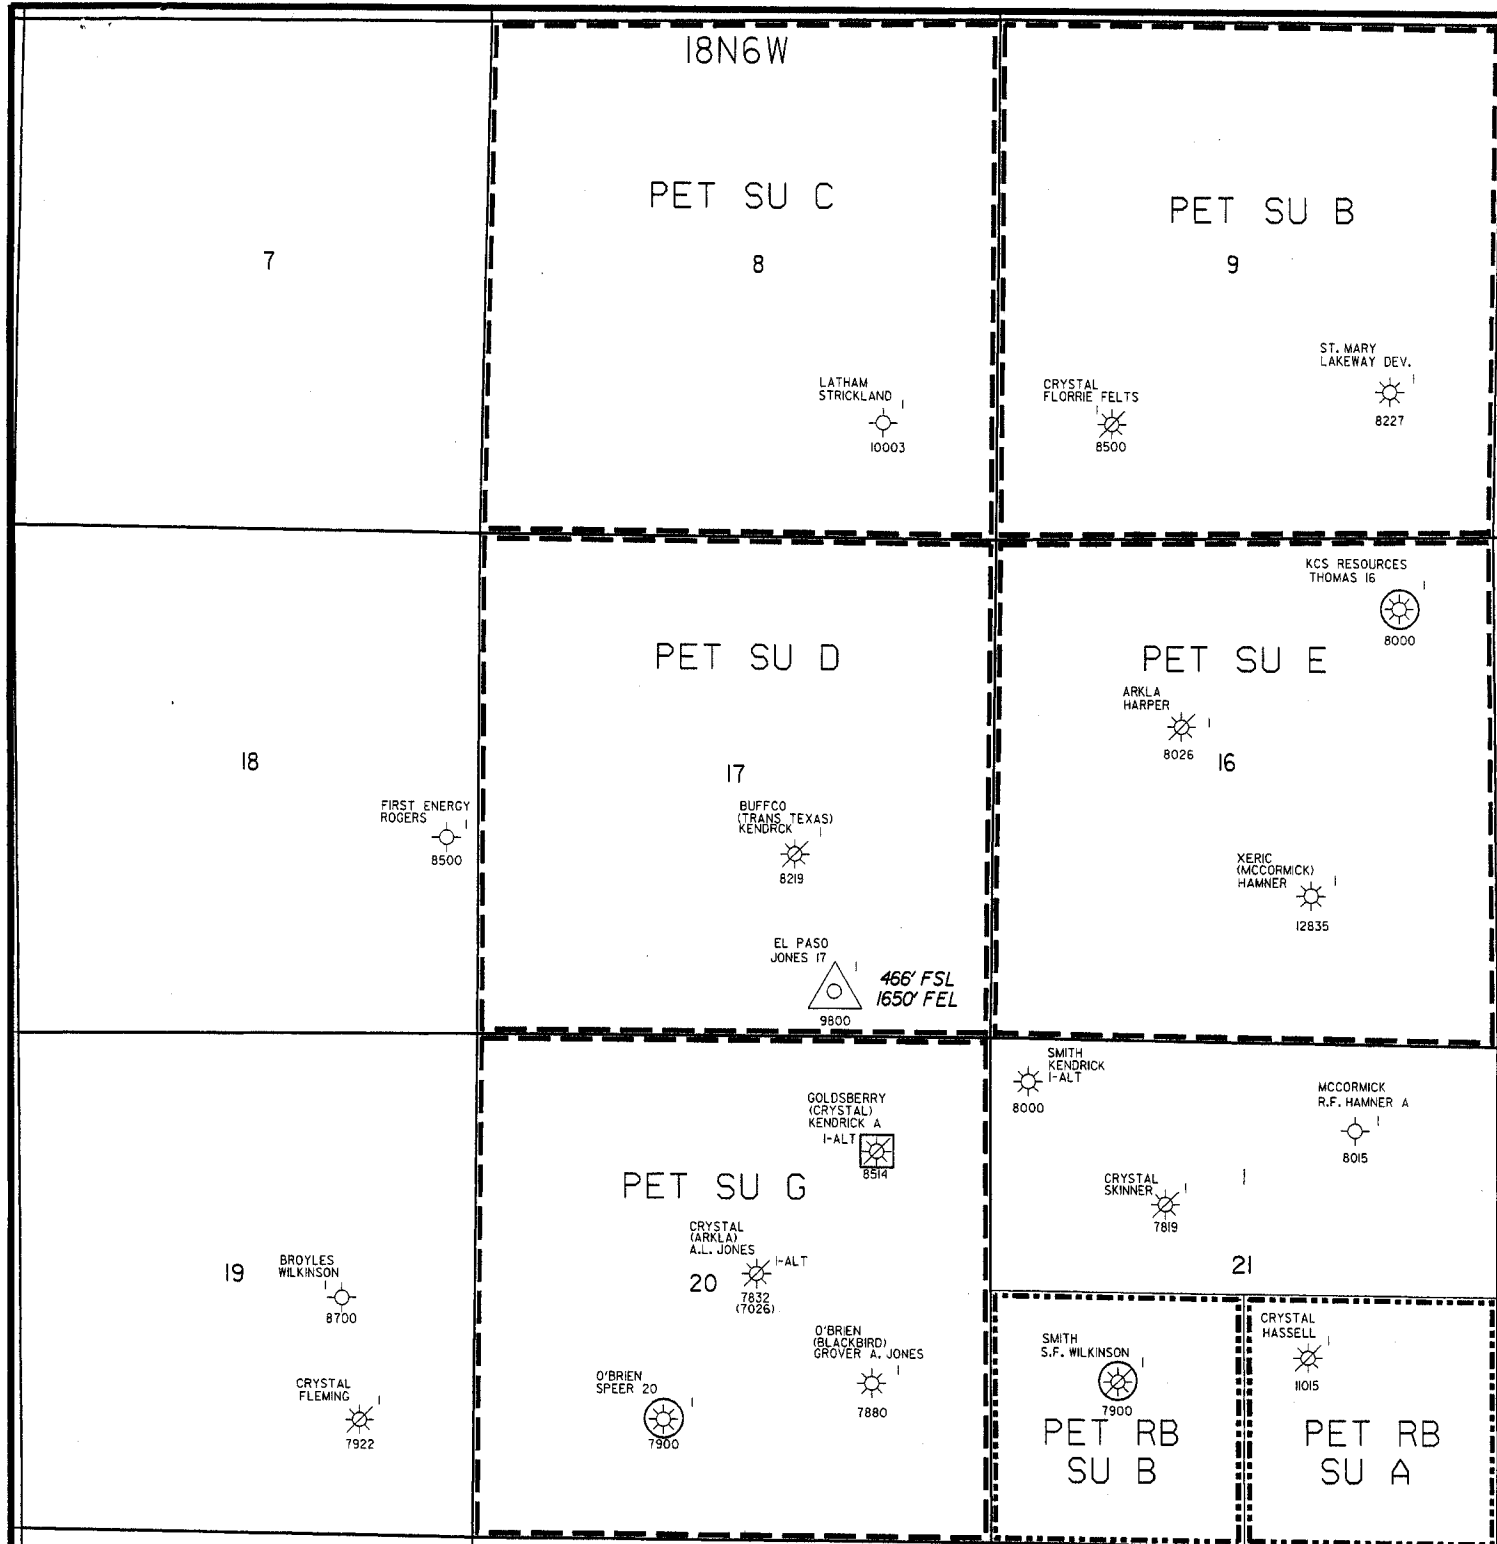 18N6W
PET SU C
PET SU B
7
8
9
LATHAM
STRICKLAND
1
10003
CRYSTAL
FLORRIE FELTS
1
8500
ST. MARY
LAKEWAY DEV.
1
8227
KCS RESOURCES
THOMAS 16
1
8000
PET SU D
PET SU E
ARKLA
HARPER
1
8026
18
17
16
FIRST ENERGY
ROGERS
1
8500
BUFFCO
(TRANS TEXAS)
KENDRCK
1
8219
XERIC
(MCCORMICK)
HAMNER
1
12835
EL PASO
JONES 17
1
466' FSL
1650' FEL
9800
SMITH
KENDRICK
1-ALT
8000
GOLDSBERRY
(CRYSTAL)
KENDRICK A
1-ALT
8514
MCCORMICK
R.F. HAMNER A
1
8015
PET SU G
CRYSTAL
SKINNER
1
7819
1
CRYSTAL
(ARKLA)
A.L. JONES
1-ALT
7832
(7026)
19
20
21
BROYLES
WILKINSON
1
8700
O'BRIEN
(BLACKBIRD)
GROVER A. JONES
1
7880
SMITH
S.F. WILKINSON
1
7900
CRYSTAL
HASSELL
1
11015
CRYSTAL
FLEMING
1
7922
O'BRIEN
SPEER 20
1
7900
PET RB
SU B
PET RB
SU A